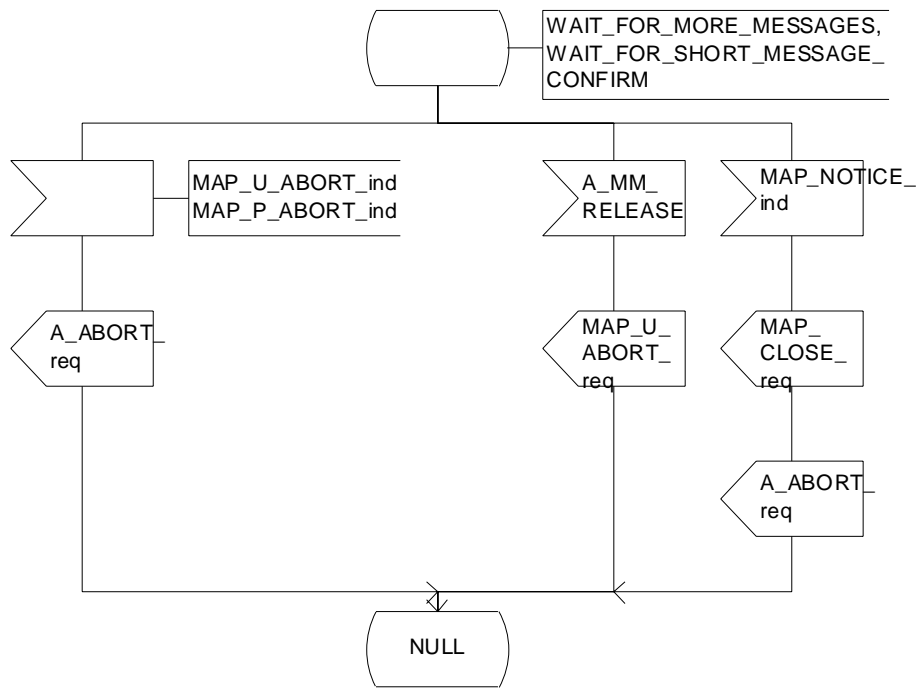 WAIT_FOR_MORE_MESSAGES,
WAIT_FOR_SHORT_MESSAGE_
CONFIRM
MAP_U_ABORT_ind
MAP_P_ABORT_ind
A_MM_
RELEASE
MAP_NOTICE_
ind
A_ABORT_
req
MAP_U_
ABORT_
req
MAP_
CLOSE_
req
A_ABORT_
req
NULL